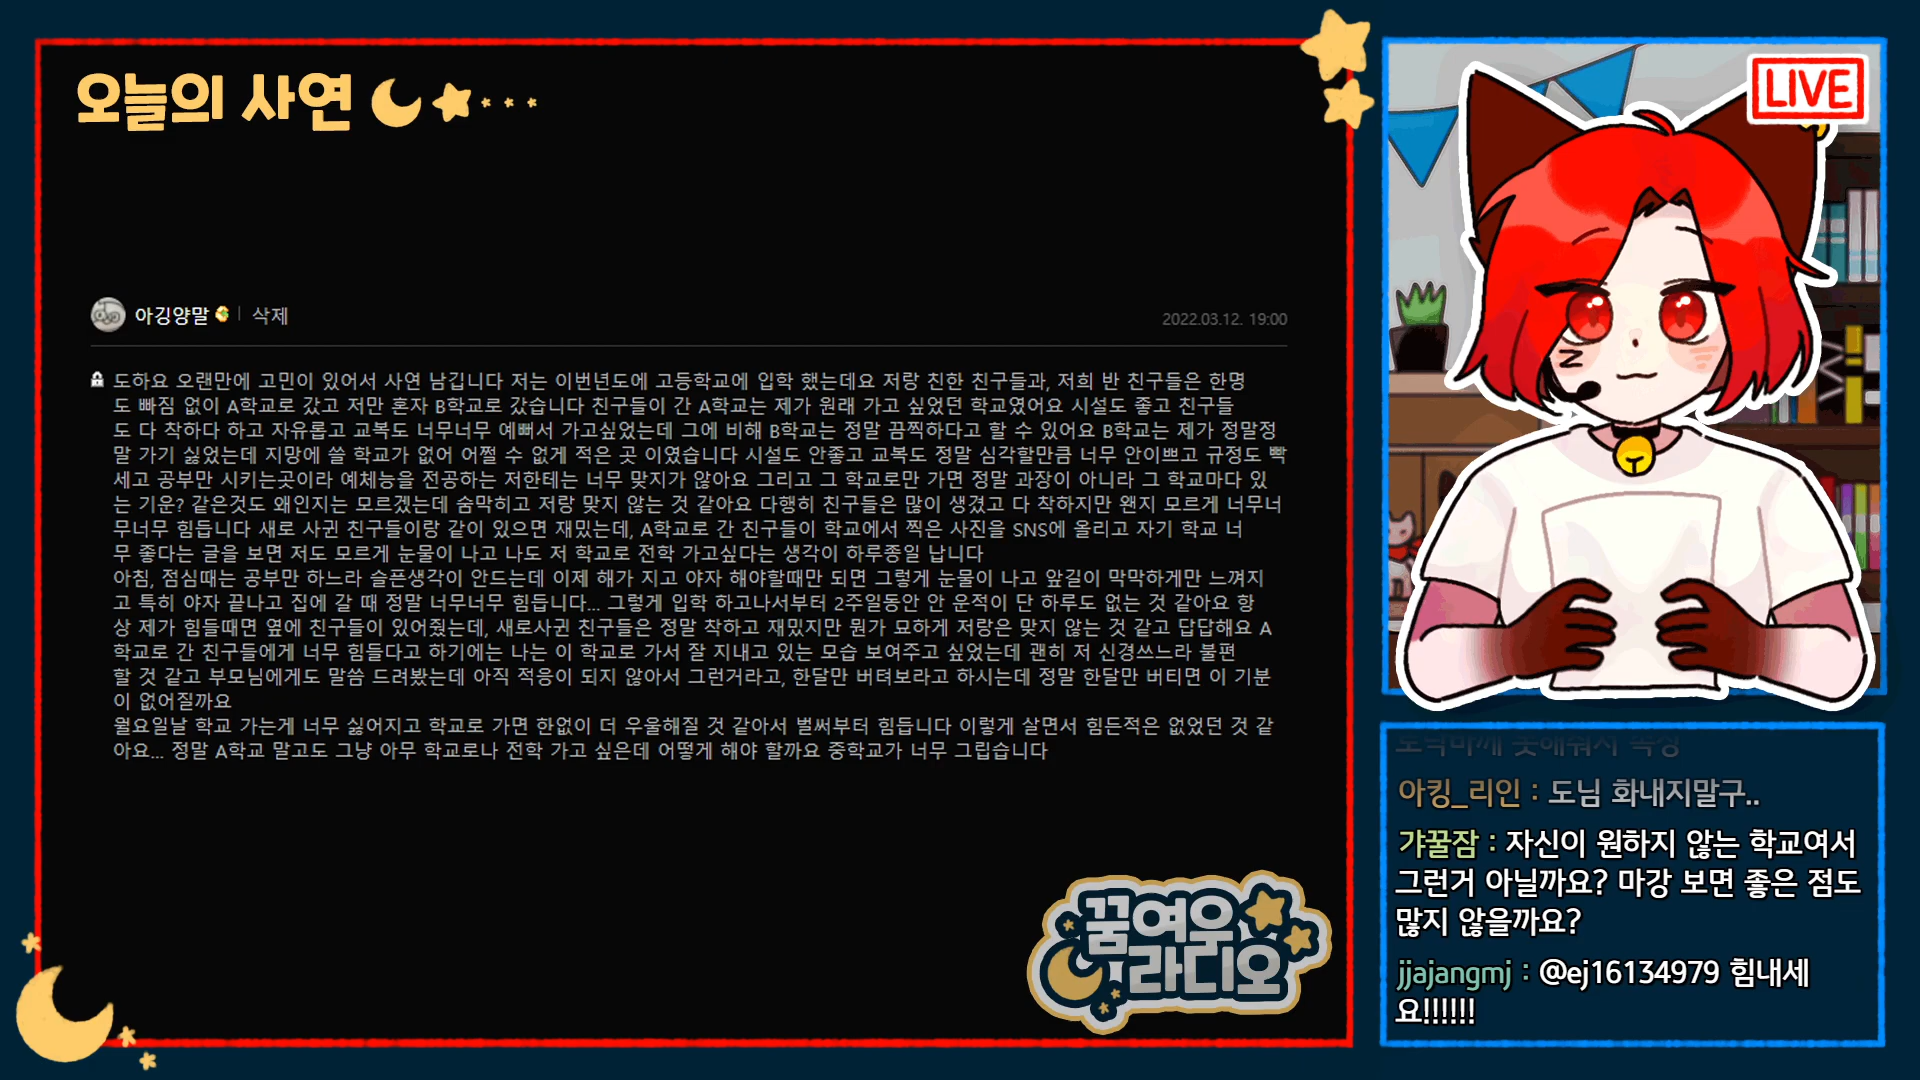 오늘의 사연
LIVE
아깅양말 | 삭제
2022.03.12. 19:00
도하요 오랜만에 고민이 있어서 사연 남깁니다 저는 이번년도에 고등학교에 입학 했는데요 저랑 친한 친구들과, 저희 반 친구들은 한명
도 빠짐 없이 A학교로 갔고 저만 혼자 B학교로 갔습니다 친구들이 간 A학교는 제가 원래 가고 싶었던 학교였어요 시설도 좋고 친구들
도 다 착하다 하고 자유롭고 교복도 너무너무 예뻐서 가고싶었는데 그에 비해 B학교는 정말 끔찍하다고 할 수 있어요 B학교는 제가 정말정
말 가기 싫었는데 지망에 쓸 학교가 없어 어쩔 수 없게 적은 곳 이였습니다 시설도 안좋고 교복도 정말 심각할만큼 너무 안이쁘고 규정도 빡
세고 공부만 시키는곳이라 예체능을 전공하는 저한테는 너무 맞지가 않아요 그리고 그 학교로만 가면 정말 과장이 아니라 그 학교마다 있
는 기운? 같은것도 왜인지는 모르겠는데 숨막히고 저랑 맞지 않는 것 같아요 다행히 친구들은 많이 생겼고 다 착하지만 왠지 모르게 너무너
무너무 힘듭니다 새로 사귄 친구들이랑 같이 있으면 재밌는데, A학교로 간 친구들이 학교에서 찍은 사진을 SNS에 올리고 자기 학교 너
무 좋다는 글을 보면 저도 모르게 눈물이 나고 나도 저 학교로 전학 가고싶다는 생각이 하루종일 납니다
아침, 점심때는 공부만 하느라 슬픈생각이 안드는데 이제 해가 지고 야자 해야할때만 되면 그렇게 눈물이 나고 앞길이 막막하게만 느껴지
고 특히 야자 끝나고 집에 갈 때 정말 너무너무 힘듭니다... 그렇게 입학 하고나서부터 2주일동안 안 운적이 단 하루도 없는 것 같아요 항
상 제가 힘들때면 옆에 친구들이 있어줬는데, 새로사귄 친구들은 정말 착하고 재밌지만 뭔가 묘하게 저랑은 맞지 않는 것 같고 답답해요 A
학교로 간 친구들에게 너무 힘들다고 하기에는 나는 이 학교로 가서 잘 지내고 있는 모습 보여주고 싶었는데 괜히 저 신경쓰느라 불편
할 것 같고 부모님에게도 말씀 드려봤는데 아직 적응이 되지 않아서 그런거라고, 한달만 버텨보라고 하시는데 정말 한달만 버티면 이 기분
이 없어질까요
월요일날 학교 가는게 너무 싫어지고 학교로 가면 한없이 더 우울해질 것 같아서 벌써부터 힘듭니다 이렇게 살면서 힘든적은 없었던 것 같
아요... 정말 A학교 말고도 그냥 아무 학교로나 전학 가고 싶은데 어떻게 해야 할까요 중학교가 너무 그립습니다
꿈여우
라디오
아킹_리인 : 도님 화내지말구..
갸꿀잠 : 자신이 원하지 않는 학교여서
그런거 아닐까요? 마강 보면 좋은 점도
많지 않을까요?
jjajangmj : @ej16134979 힘내세
요!!!!!!